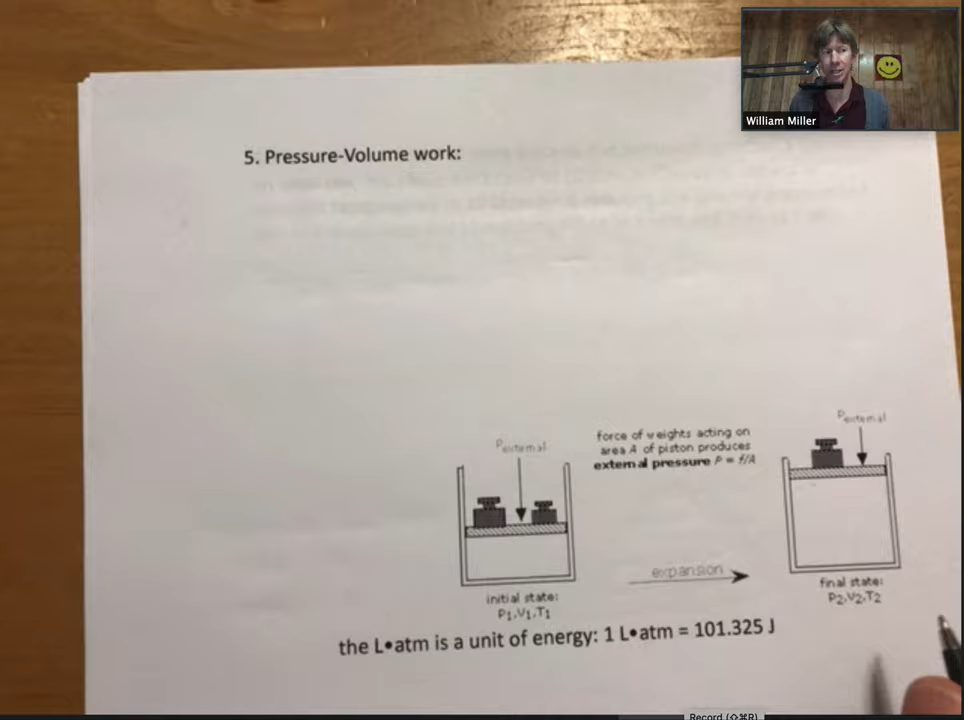 William Miller
5. Pressure-Volume work:
Pexternal
force of weights acting on
area A of piston produces
external pressure P = f/A
Pexternal
expansion
initial state:
P1,V1,T1
final state:
P2,V2,T2
the L•atm is a unit of energy: 1 L•atm = 101.325 J
Record (⇧⌘R)